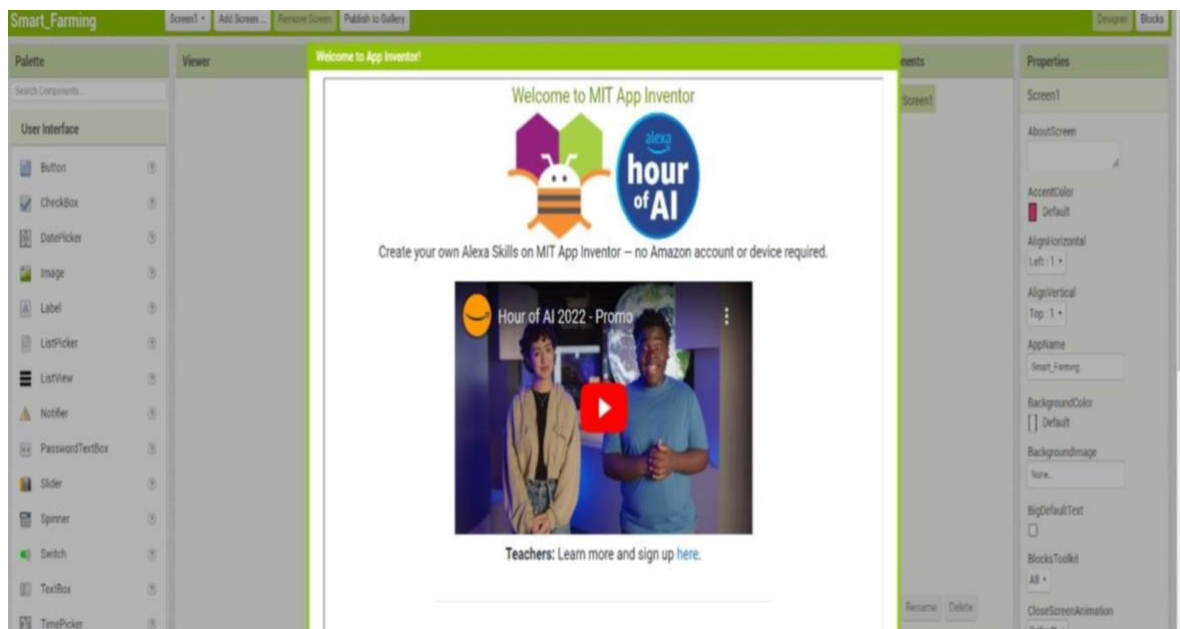 Smart_Farming
Screen1
Add Screen ...
Remove Screen
Publish to Gallery
Designer
Blocks
Palette
Viewer
Welcome to App Inventor!
nents
Properties
Search Components...
User Interface
Button
CheckBox
DatePicker
Image
Label
ListPicker
ListView
Notifier
PasswordTextBox
Slider
Spinner
Switch
TextBox
TimePicker
Welcome to MIT App Inventor
alexa
hour
of AI
Create your own Alexa Skills on MIT App Inventor – no Amazon account or device required.
Hour of AI 2022 - Promo
Teachers: Learn more and sign up here.
Screen1
Rename
Delete
Screen1
AboutScreen
AccentColor
Default
AlignHorizontal
Left : 1
AlignVertical
Top : 1
AppName
Smart_Farming
BackgroundColor
Default
BackgroundImage
None...
BigDefaultText
BlocksToolkit
All
CloseScreenAnimation
Default